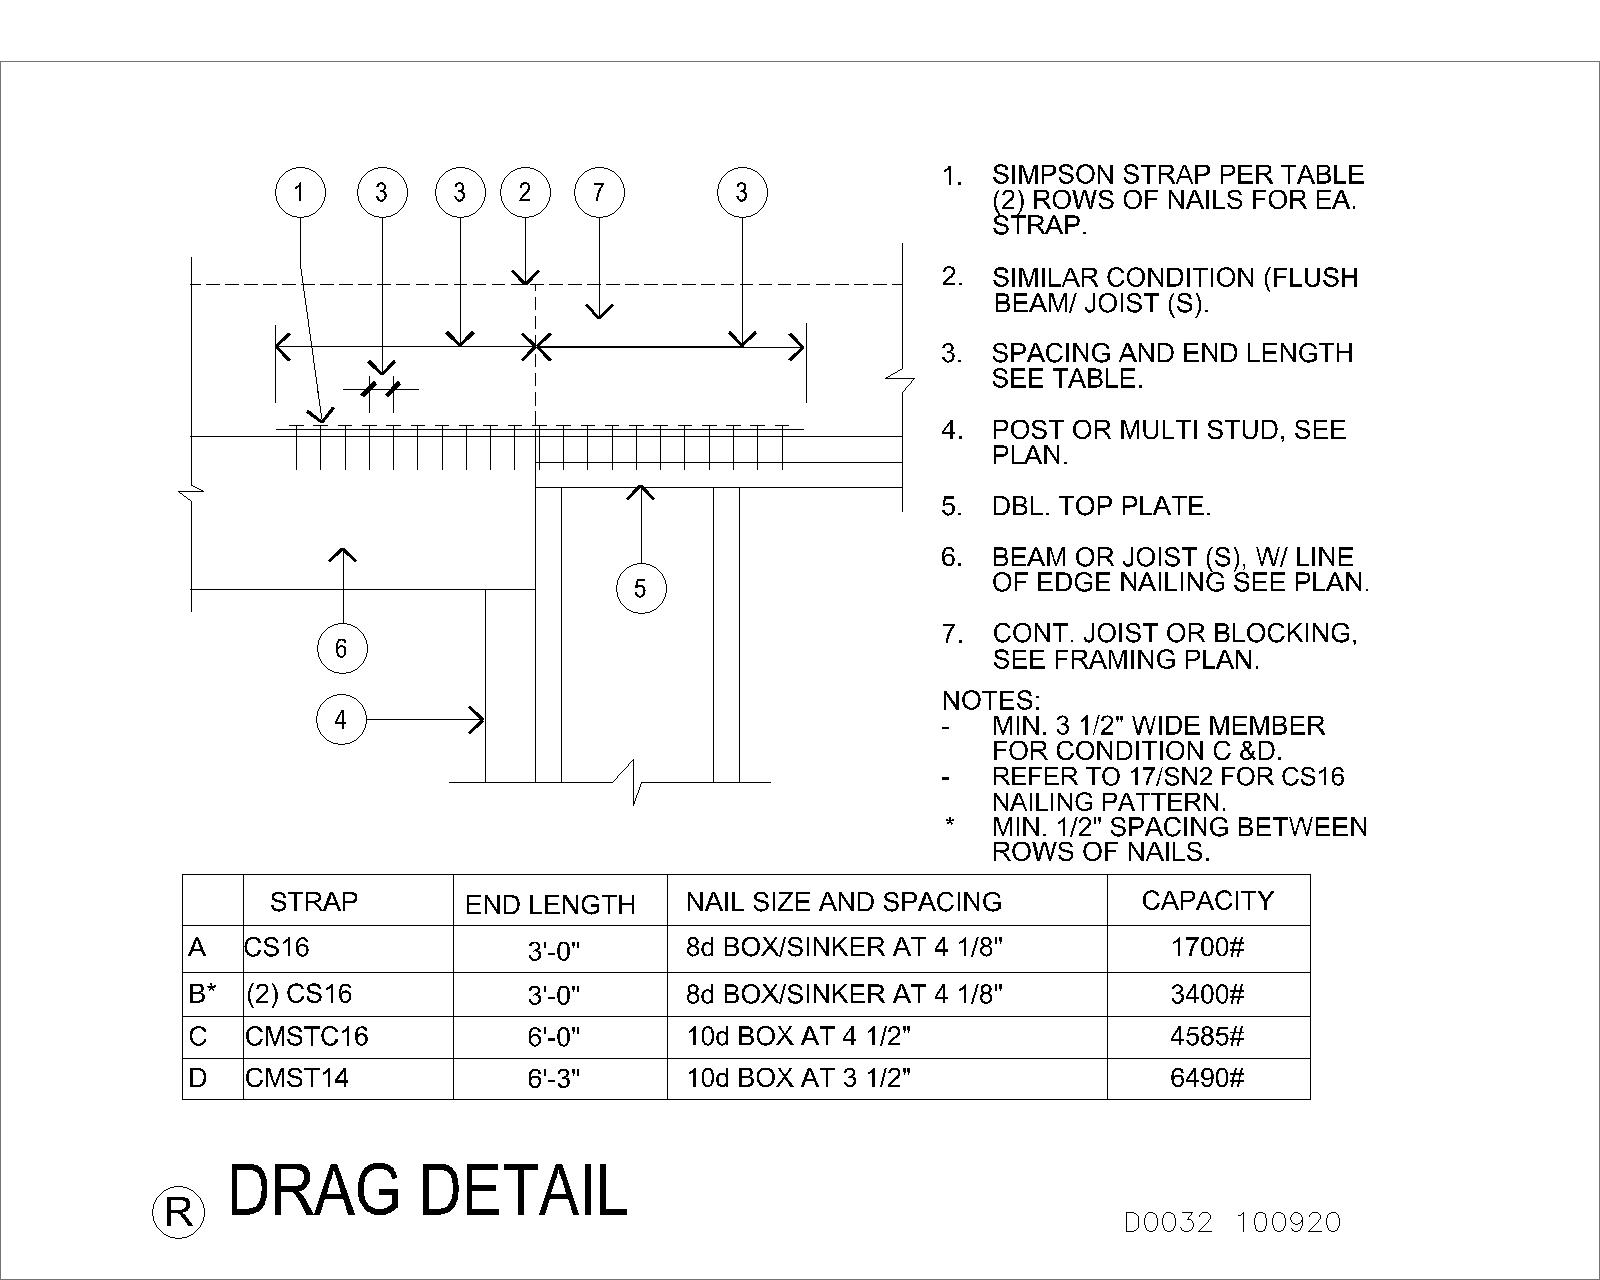 1 3 3 2 7 3
5
6
4
1. SIMPSON STRAP PER TABLE
(2) ROWS OF NAILS FOR EA.
STRAP.
2. SIMILAR CONDITION (FLUSH
BEAM/ JOIST (S).
3. SPACING AND END LENGTH
SEE TABLE.
4. POST OR MULTI STUD, SEE
PLAN.
5. DBL. TOP PLATE.
6. BEAM OR JOIST (S), W/ LINE
OF EDGE NAILING SEE PLAN.
7. CONT. JOIST OR BLOCKING,
SEE FRAMING PLAN.
NOTES:
- MIN. 3 1/2" WIDE MEMBER
FOR CONDITION C &D.
- REFER TO 17/SN2 FOR CS16
NAILING PATTERN.
* MIN. 1/2" SPACING BETWEEN
ROWS OF NAILS.
STRAP END LENGTH NAIL SIZE AND SPACING CAPACITY
A CS16 3'-0" 8d BOX/SINKER AT 4 1/8" 1700#
B* (2) CS16 3'-0" 8d BOX/SINKER AT 4 1/8" 3400#
C CMSTC16 6'-0" 10d BOX AT 4 1/2" 4585#
D CMST14 6'-3" 10d BOX AT 3 1/2" 6490#
R DRAG DETAIL
D0032 100920